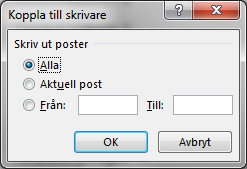 Koppla till skrivare
Skriv ut poster
Alla
Aktuell post
Från: Till:
OK Avbryt